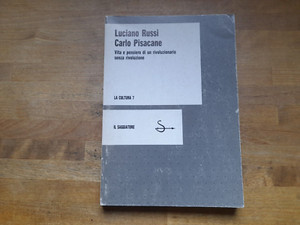 Luciano Russi
Carlo Pisacane
Vita e pensiero di un rivoluzionario
senza rivoluzione
LA CULTURA 7
IL SAGGIATORE